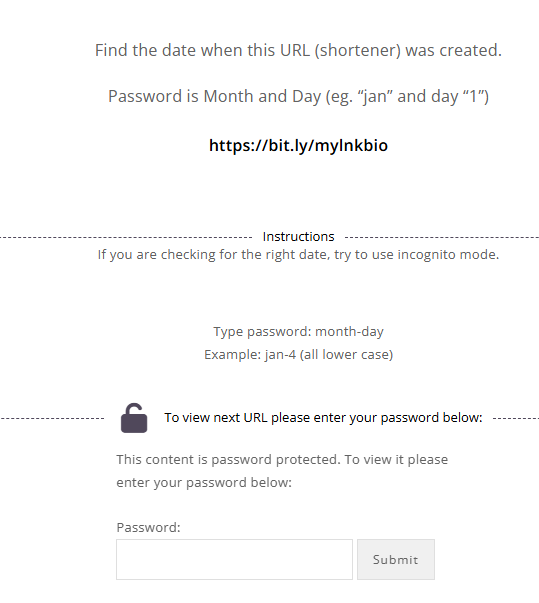 Find the date when this URL (shortener) was created.
Password is Month and Day (eg. “jan” and day “1”)
https://bit.ly/mylnkbio
Instructions
If you are checking for the right date, try to use incognito mode.
Type password: month-day
Example: jan-4 (all lower case)
To view next URL please enter your password below:
This content is password protected. To view it please
enter your password below:
Password:
Submit